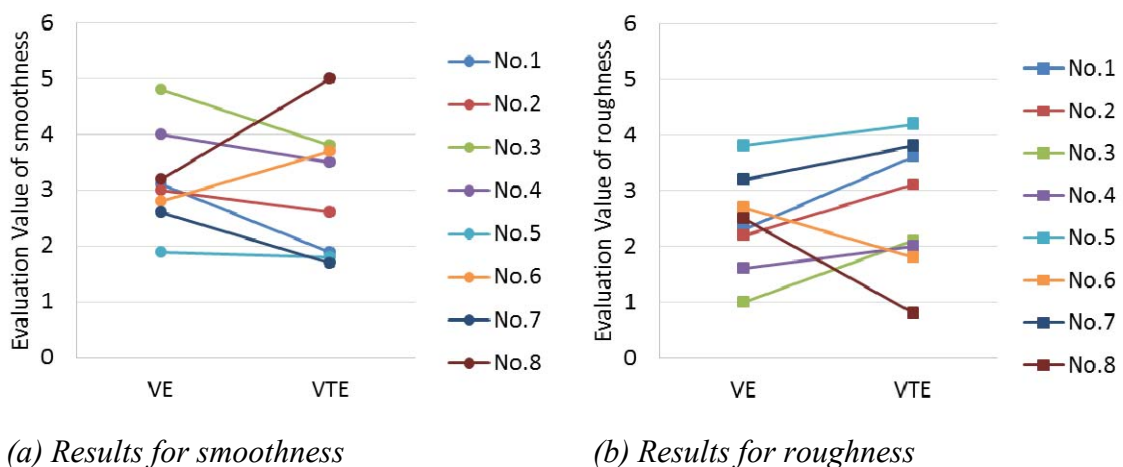 6
5
4
3
2
1
0
Evaluation Value of smoothness
VE
VTE
No.1
No.2
No.3
No.4
No.5
No.6
No.7
No.8
(a) Results for smoothness
6
5
4
3
2
1
0
Evaluation Value of roughness
VE
VTE
No.1
No.2
No.3
No.4
No.5
No.6
No.7
No.8
(b) Results for roughness